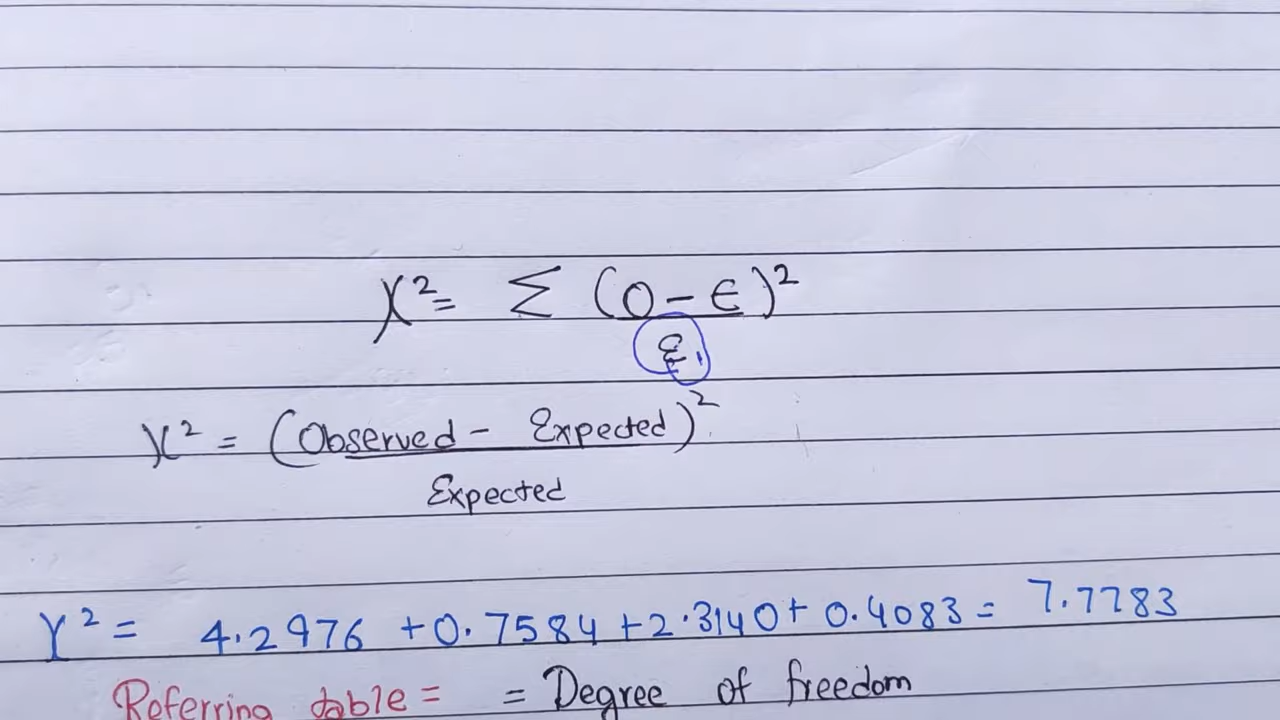 χ² = Σ (O - E)²
E
χ² = (Observed - Expected)²
Expected
χ² = 4.2976 + 0.7584 + 2.3140 + 0.4083 = 7.7783
Referring table = = Degree of freedom